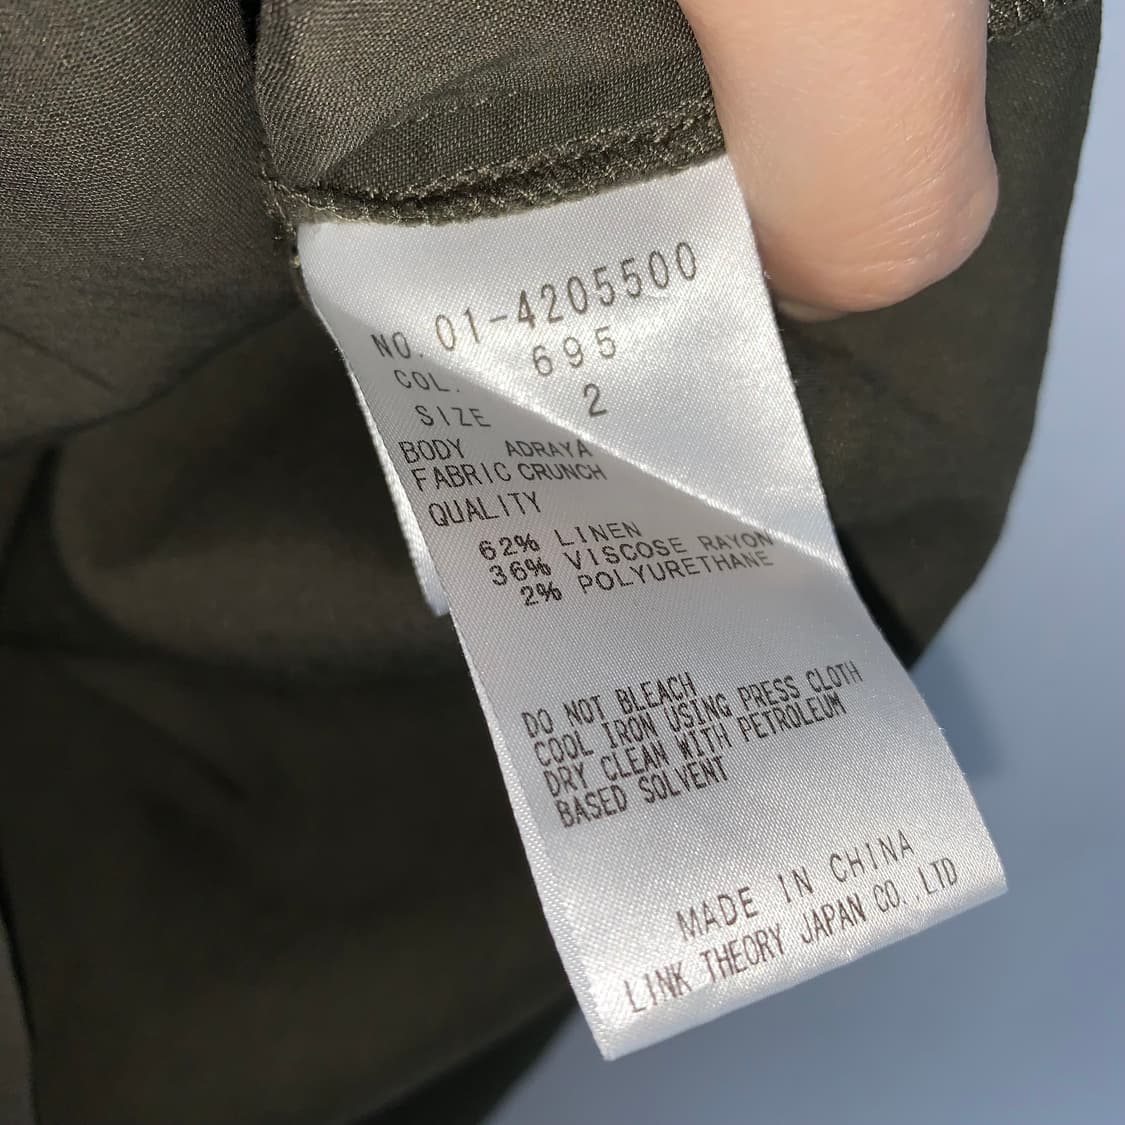 NO. 01-4205500
COL. 695
SIZE 2
BODY ADRAYA
FABRIC CRUNCH
QUALITY
62% LINEN
36% VISCOSE RAYON
2% POLYURETHANE
DO NOT BLEACH
COOL IRON USING PRESS CLOTH
DRY CLEAN WITH PETROLEUM
BASED SOLVENT
MADE IN CHINA
LINK THEORY JAPAN CO.,LTD